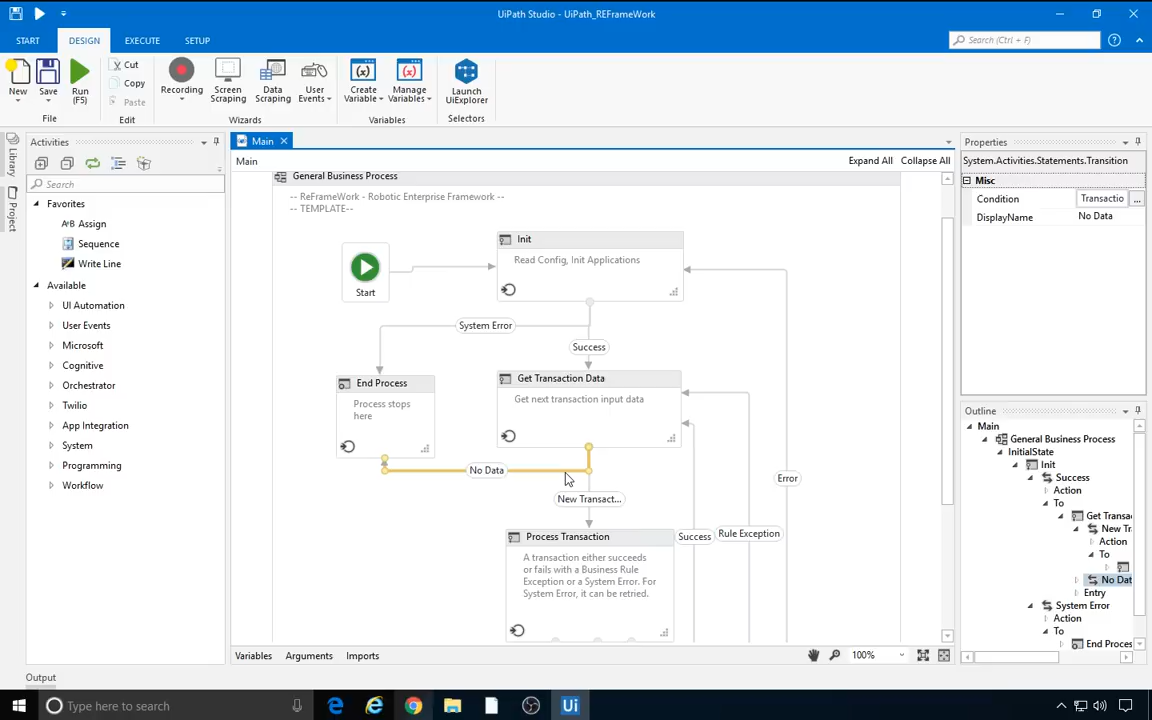 UiPath Studio - UiPath_REFrameWork
START
DESIGN
EXECUTE
SETUP
Search (Ctrl + F)
New
Save
Run
(F5)
Cut
Copy
Paste
Recording
Screen
Scraping
Data
Scraping
User
Events
Create
Variable
Manage
Variables
Launch
UiExplorer
File
Edit
Wizards
Variables
Selectors
Library
Project
Activities
Search
Favorites
A+B Assign
Sequence
Write Line
Available
UI Automation
User Events
Microsoft
Cognitive
Orchestrator
Twilio
App Integration
System
Programming
Workflow
Main
Main
Expand All
Collapse All
General Business Process
-- ReFrameWork - Robotic Enterprise Framework --
-- TEMPLATE--
Start
Init
Read Config, Init Applications
System Error
Success
End Process
Process stops
here
Get Transaction Data
Get next transaction input data
No Data
New Transact...
Error
Success
Rule Exception
Process Transaction
A transaction either succeeds
or fails with a Business Rule
Exception or a System Error. For
System Error, it can be retried.
Variables
Arguments
Imports
100%
Properties
System.Activities.Statements.Transition
Misc
Condition
Transactio
...
DisplayName
No Data
Outline
Main
General Business Process
InitialState
Init
Success
Action
To
Get Transa
New Tr
Action
To
No Dat
Entry
System Error
Action
To
End Proces
Output
Type here to search
Ui